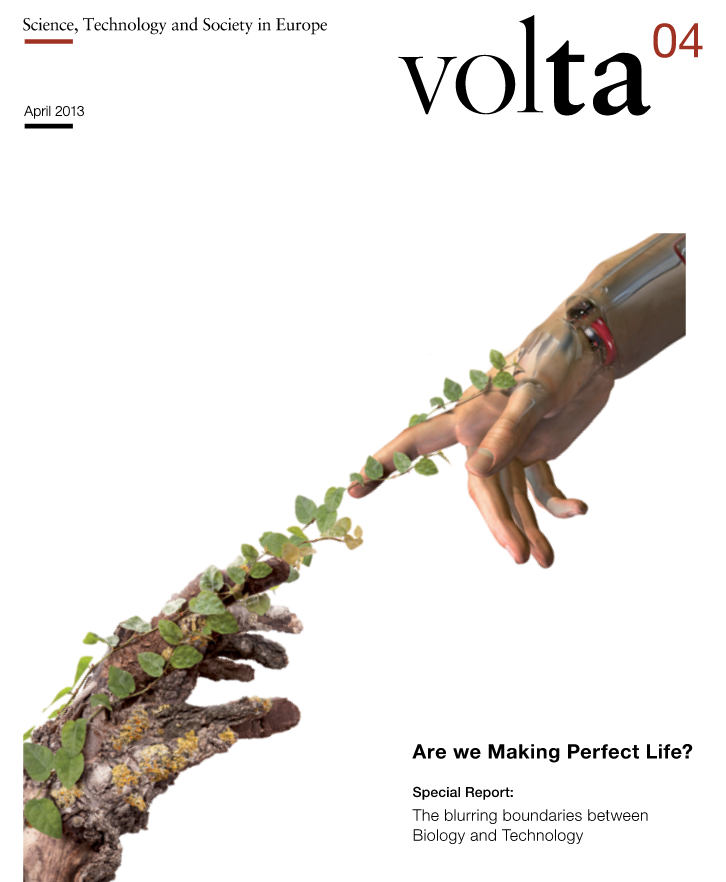 Science, Technology and Society in Europe
volta 04
April 2013
Are we Making Perfect Life?
Special Report:
The blurring boundaries between
Biology and Technology